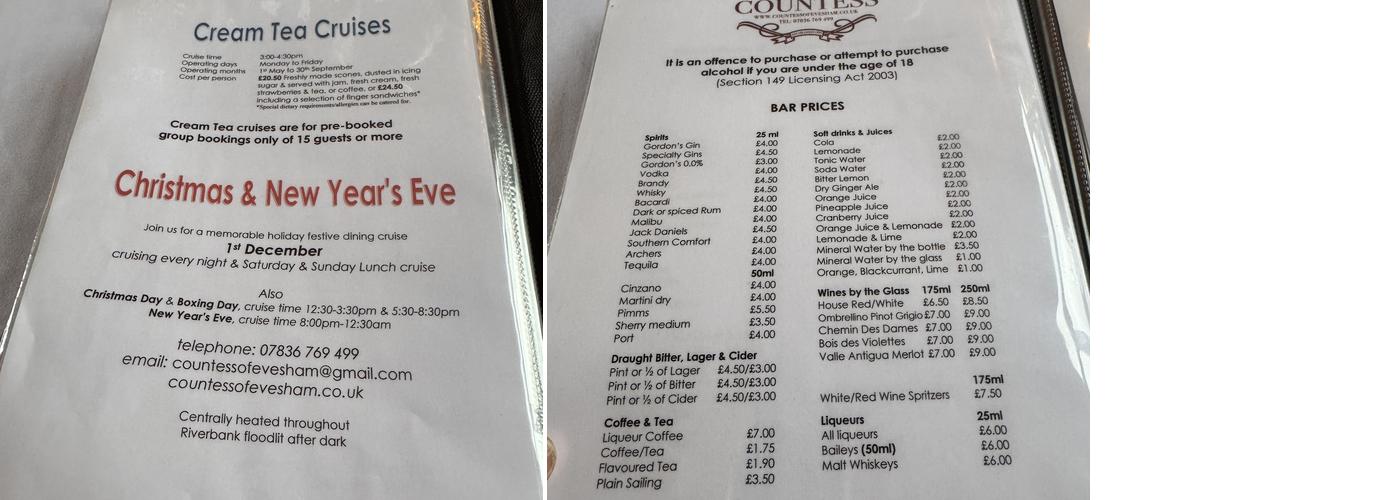 Cream Tea Cruises
Cruise time 3:00-4:30pm
Operating days Monday to Friday
Operating months 1st May to 30th September
Cost per person £20.50 Freshly made scones, dusted in icing
sugar & served with jam, fresh cream, fresh
strawberries & tea, or coffee, or £24.50
including a selection of finger sandwiches*
*Special dietary requirements/allergies can be catered for.
Cream Tea cruises are for pre-booked
group bookings only of 15 guests or more
Christmas & New Year's Eve
Join us for a memorable holiday festive dining cruise
1st December
cruising every night & Saturday & Sunday Lunch cruise
Also
Christmas Day & Boxing Day, cruise time 12:30-3:30pm & 5:30-8:30pm
New Year's Eve, cruise time 8:00pm-12:30am
telephone: 07836 769 499
email: countessofevesham@gmail.com
countessofevesham.co.uk
Centrally heated throughout
Riverbank floodlit after dark
COUNTESS
WWW.COUNTESSOFEVESHAM.CO.UK
TEL: 07836 769 499
It is an offence to purchase or attempt to purchase
alcohol if you are under the age of 18
(Section 149 Licensing Act 2003)
BAR PRICES
Spirits 25 ml
Gordon's Gin £4.00
Specialty Gins £4.50
Gordon's 0.0% £3.00
Vodka £4.00
Brandy £4.50
Whisky £4.50
Bacardi £4.00
Dark or spiced Rum £4.00
Malibu £4.00
Jack Daniels £4.50
Southern Comfort £4.00
Archers £4.00
Tequila £4.00
50ml
Cinzano £4.00
Martini dry £4.00
Pimms £5.50
Sherry medium £3.50
Port £4.00
Draught Bitter, Lager & Cider
Pint or ½ of Lager £4.50/£3.00
Pint or ½ of Bitter £4.50/£3.00
Pint or ½ of Cider £4.50/£3.00
Coffee & Tea
Liqueur Coffee £7.00
Coffee/Tea £1.75
Flavoured Tea £1.90
Plain Sailing £3.50
Soft drinks & Juices
Cola £2.00
Lemonade £2.00
Tonic Water £2.00
Soda Water £2.00
Bitter Lemon £2.00
Dry Ginger Ale £2.00
Orange Juice £2.00
Pineapple Juice £2.00
Cranberry Juice £2.00
Orange Juice & Lemonade £2.00
Lemonade & Lime £2.00
Mineral Water by the bottle £3.50
Mineral Water by the glass £1.00
Orange, Blackcurrant, Lime £1.00
Wines by the Glass 175ml 250ml
House Red/White £6.50 £8.50
Ombrellino Pinot Grigio £7.00 £9.00
Chemin Des Dames £7.00 £9.00
Bois des Violettes £7.00 £9.00
Valle Antigua Merlot £7.00 £9.00
175ml
White/Red Wine Spritzers £7.50
Liqueurs 25ml
All liqueurs £6.00
Baileys (50ml) £6.00
Malt Whiskeys £6.00